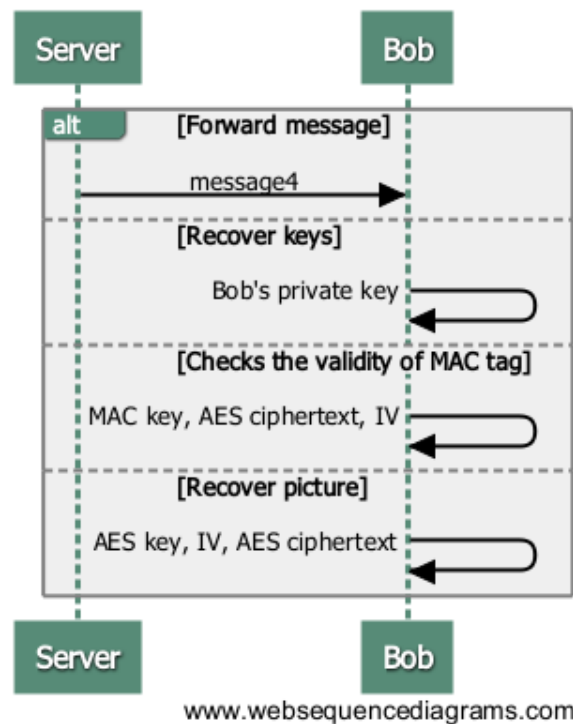 Server Bob
alt [Forward message]
message4
[Recover keys]
Bob's private key
[Checks the validity of MAC tag]
MAC key, AES ciphertext, IV
[Recover picture]
AES key, IV, AES ciphertext
Server Bob
www.websequencediagrams.com